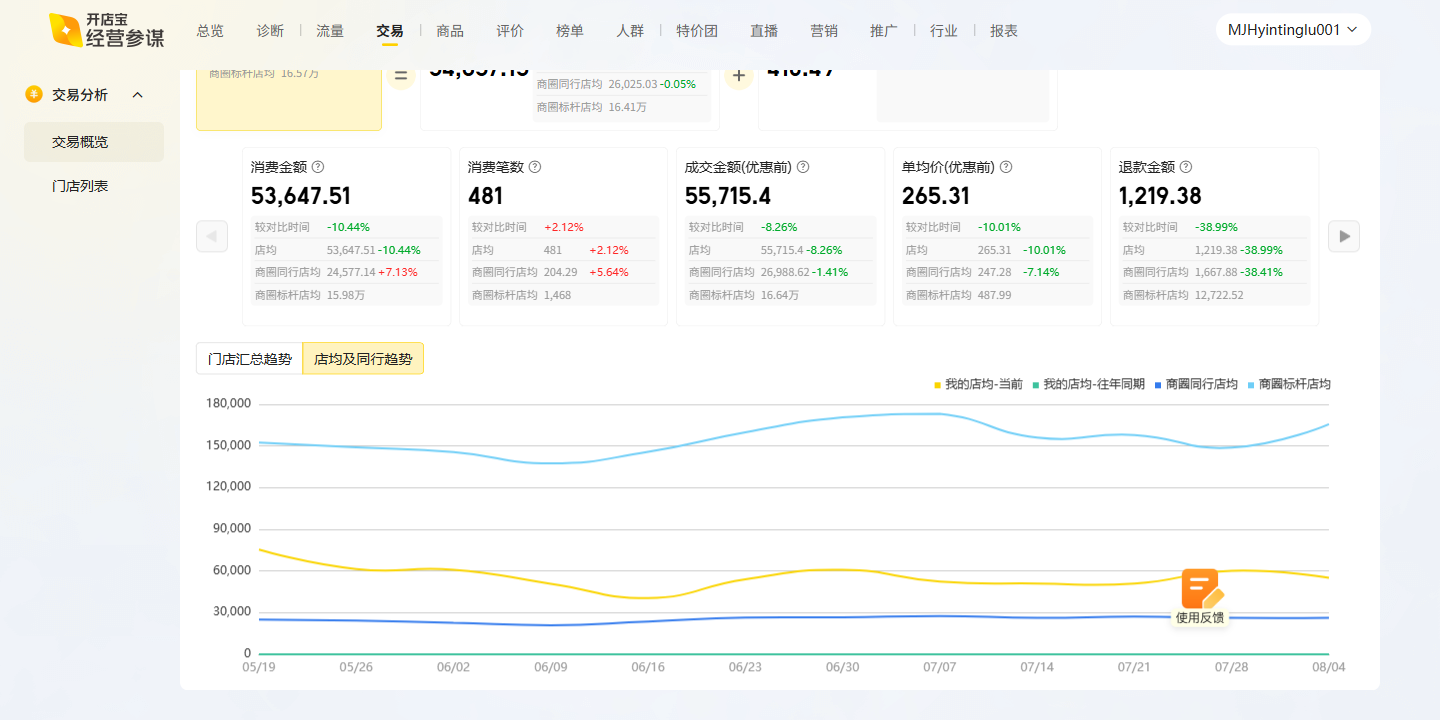 开店宝
经营参谋
总览 诊断 流量 交易 商品 评价 榜单 人群 特价团 直播 营销 推广 行业 报表
MJHyintinglu001
交易分析
交易概览
门店列表
商圈标杆店均 16.57万
商圈同行店均 26,025.03 -0.05%
商圈标杆店均 16.41万
消费金额
53,647.51
较对比时间 -10.44%
店均 53,647.51 -10.44%
商圈同行店均 24,577.14 +7.13%
商圈标杆店均 15.98万
消费笔数
481
较对比时间 +2.12%
店均 481 +2.12%
商圈同行店均 204.29 +5.64%
商圈标杆店均 1,468
成交金额(优惠前)
55,715.4
较对比时间 -8.26%
店均 55,715.4 -8.26%
商圈同行店均 26,988.62 -1.41%
商圈标杆店均 16.64万
单均价(优惠前)
265.31
较对比时间 -10.01%
店均 265.31 -10.01%
商圈同行店均 247.28 -7.14%
商圈标杆店均 487.99
退款金额
1,219.38
较对比时间 -38.99%
店均 1,219.38 -38.99%
商圈同行店均 1,667.88 -38.41%
商圈标杆店均 12,722.52
门店汇总趋势 店均及同行趋势
我的店均-当前 我的店均-往年同期 商圈同行店均 商圈标杆店均
180,000
150,000
120,000
90,000
60,000
30,000
0
05/19 05/26 06/02 06/09 06/16 06/23 06/30 07/07 07/14 07/21 07/28 08/04
使用反馈